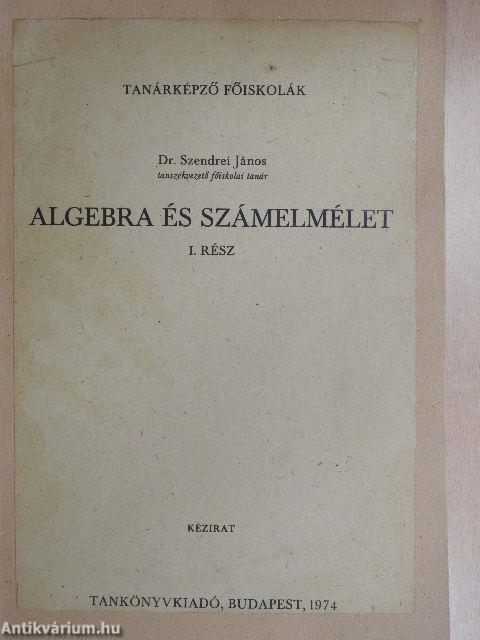 TANÁRKÉPZŐ FŐISKOLÁK
Dr. Szendrei János
tanszékvezető főiskolai tanár
ALGEBRA ÉS SZÁMELMÉLET
I. RÉSZ
KÉZIRAT
TANKÖNYVKIADÓ, BUDAPEST, 1974
Antikvárium.hu